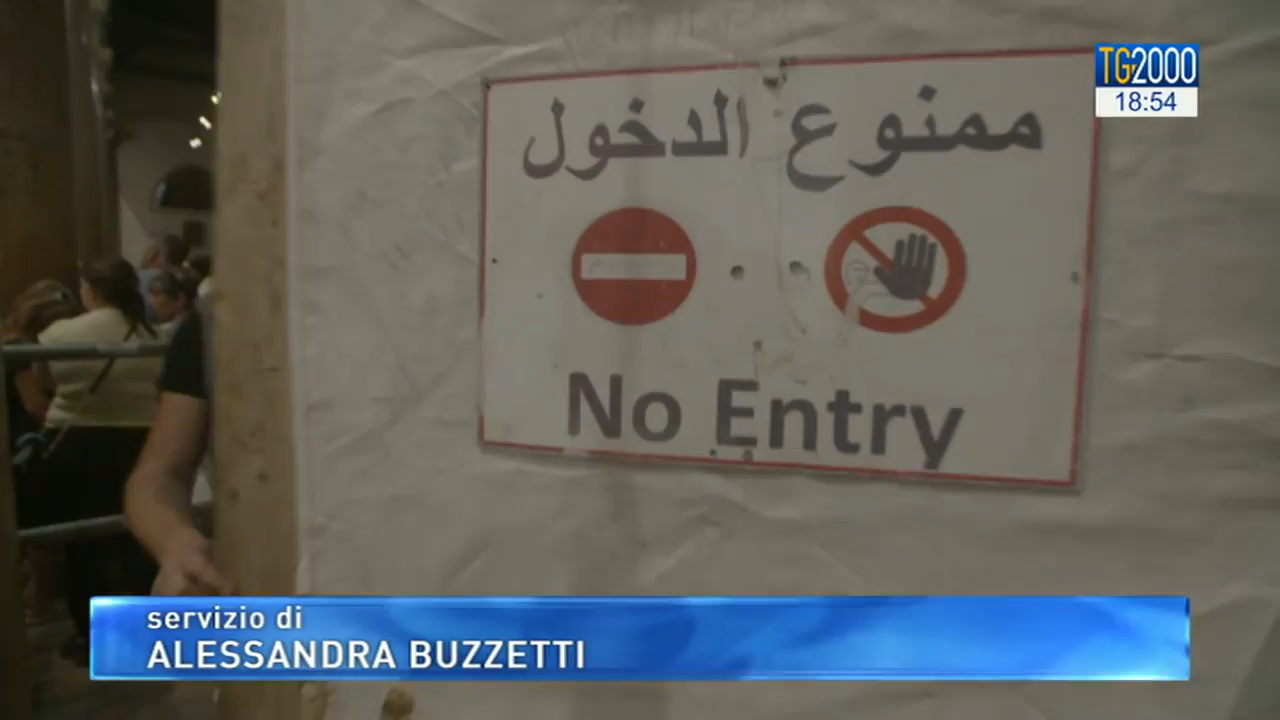 TG2000
18:54
ممنوع الدخول
No Entry
servizio di
ALESSANDRA BUZZETTI